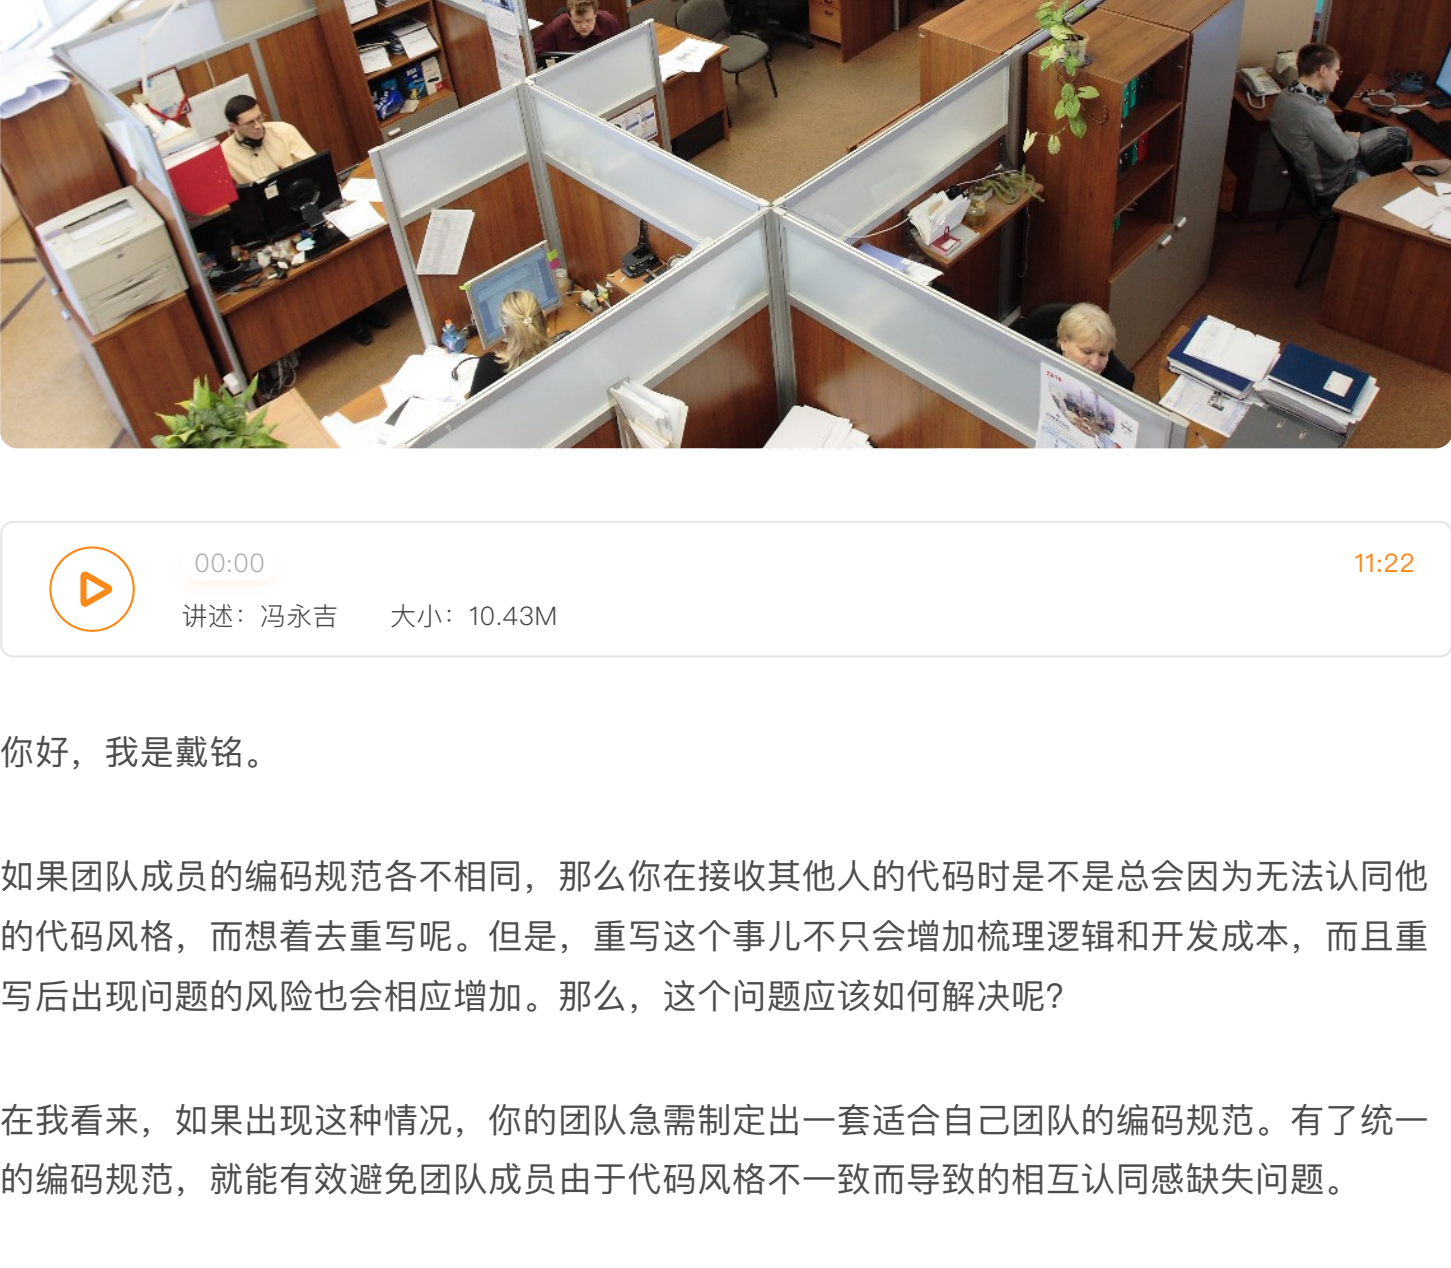 00:00
11:22
讲述：冯永吉 大小：10.43M
你好，我是戴铭。
如果团队成员的编码规范各不相同，那么你在接收其他人的代码时是不是总会因为无法认同他
的代码风格，而想着去重写呢。但是，重写这个事儿不只会增加梳理逻辑和开发成本，而且重
写后出现问题的风险也会相应增加。那么，这个问题应该如何解决呢？
在我看来，如果出现这种情况，你的团队急需制定出一套适合自己团队的编码规范。有了统一
的编码规范，就能有效避免团队成员由于代码风格不一致而导致的相互认同感缺失问题。